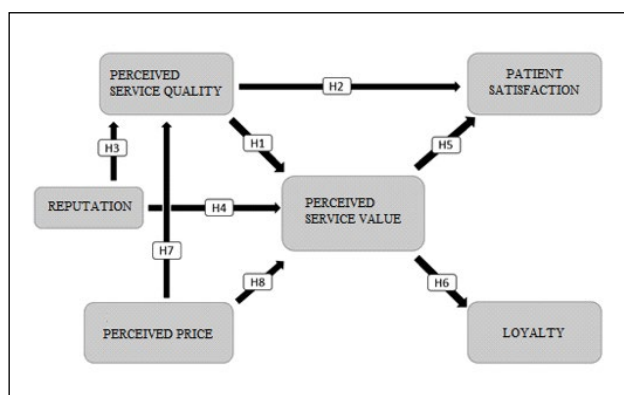 PERCEIVED
SERVICE QUALITY
H2
PATIENT
SATISFACTION
H3
H1
H5
REPUTATION
H4
PERCEIVED
SERVICE VALUE
H7
H8
H6
PERCEIVED PRICE
LOYALTY